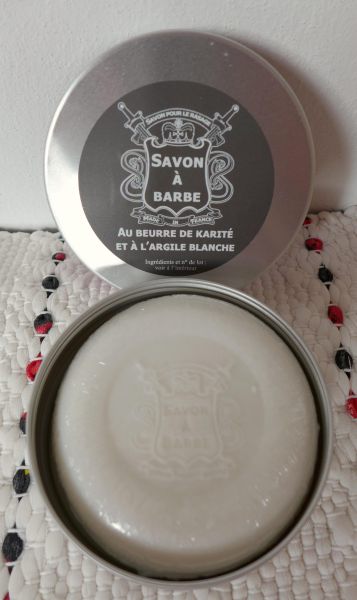 SAVON POUR LE RASAGE
SAVON
À
BARBE
MADE in FRANCE
AU BEURRE DE KARITÉ
ET À L'ARGILE BLANCHE
Ingrédients et n° de lot :
voir à l'intérieur
SAVON
À
BARBE